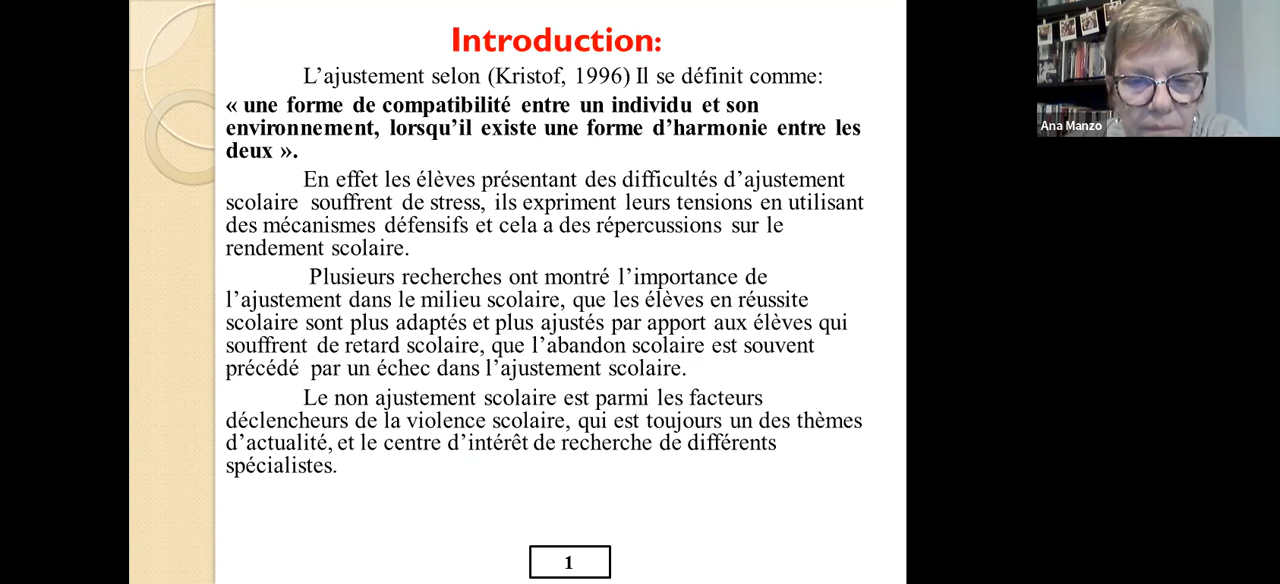 Introduction:
L'ajustement selon (Kristof, 1996) Il se définit comme:
« une forme de compatibilité entre un individu et son
environnement, lorsqu'il existe une forme d'harmonie entre les
deux ».
En effet les élèves présentant des difficultés d'ajustement
scolaire souffrent de stress, ils expriment leurs tensions en utilisant
des mécanismes défensifs et cela a des répercussions sur le
rendement scolaire.
Plusieurs recherches ont montré l'importance de
l'ajustement dans le milieu scolaire, que les élèves en réussite
scolaire sont plus adaptés et plus ajustés par apport aux élèves qui
souffrent de retard scolaire, que l'abandon scolaire est souvent
précédé par un échec dans l'ajustement scolaire.
Le non ajustement scolaire est parmi les facteurs
déclencheurs de la violence scolaire, qui est toujours un des thèmes
d'actualité, et le centre d'intérêt de recherche de différents
spécialistes.
1
Ana Manzo